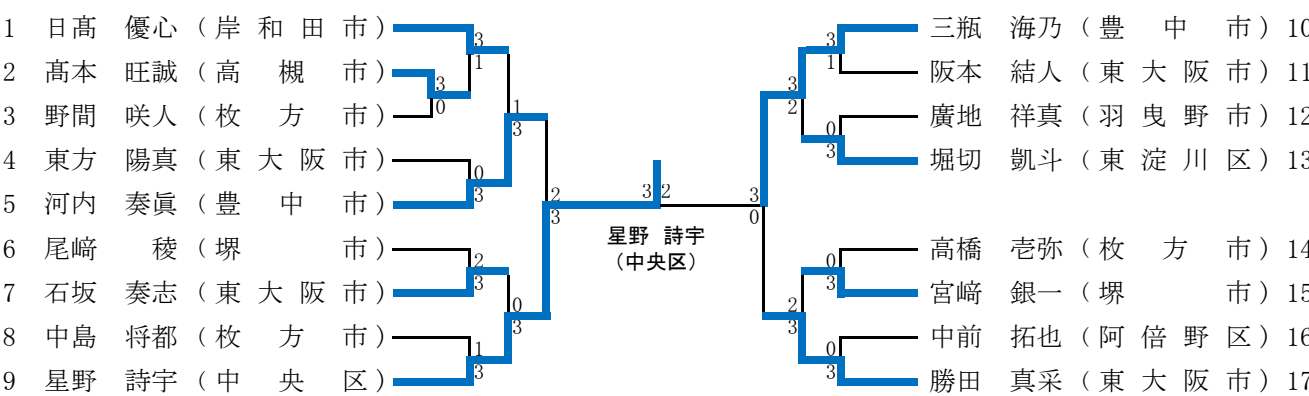 1 日髙 優心（岸和田市）
2 髙本 旺誠（高槻市）
3 野間 咲人（枚方市）
4 東方 陽真（東大阪市）
5 河内 奏眞（豊中市）
6 尾﨑 稜（堺市）
7 石坂 奏志（東大阪市）
8 中島 将都（枚方市）
9 星野 詩宇（中央区）
3
1
3
0
1
3
0
3
2
3
2
3
0
3
1
3
3 2
星野 詩宇
（中央区）
3
0
3
1
3
2
0
3
0
3
2
3
0
3
三瓶 海乃（豊中市）10
阪本 結人（東大阪市）11
廣地 祥真（羽曳野市）12
堀切 凱斗（東淀川区）13
高橋 壱弥（枚方市）14
宮﨑 銀一（堺市）15
中前 拓也（阿倍野区）16
勝田 真采（東大阪市）17